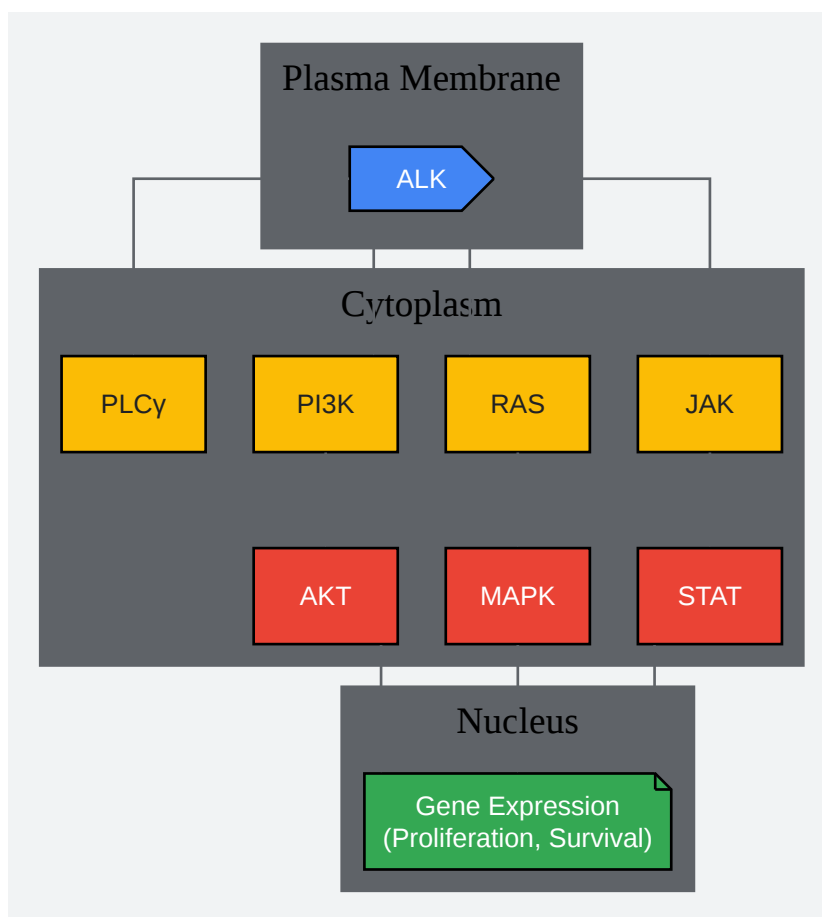 Plasma Membrane
ALK
Cytoplasm
PLCγ
PI3K
RAS
JAK
AKT
MAPK
STAT
Nucleus
Gene Expression
(Proliferation, Survival)